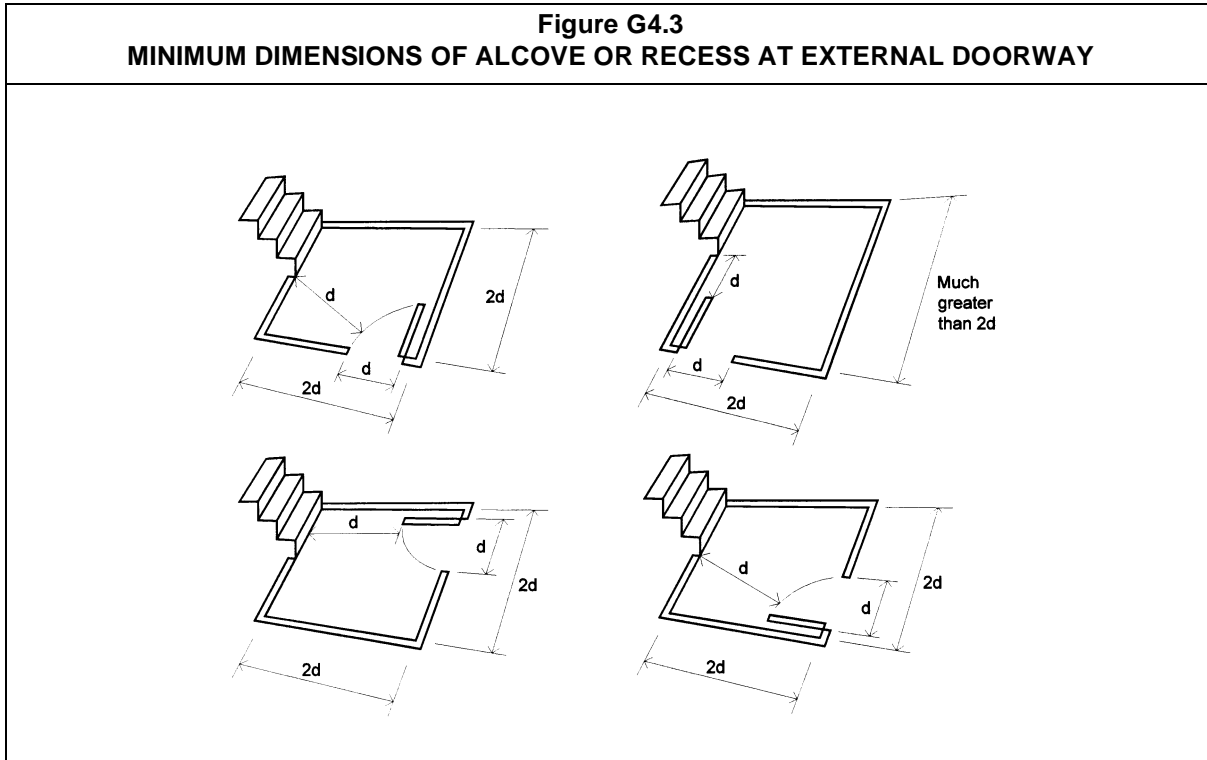 Figure G4.3
MINIMUM DIMENSIONS OF ALCOVE OR RECESS AT EXTERNAL DOORWAY
d
2d
d
2d
d
Much
greater
than 2d
d
2d
d
d
2d
2d
d
2d
d
2d